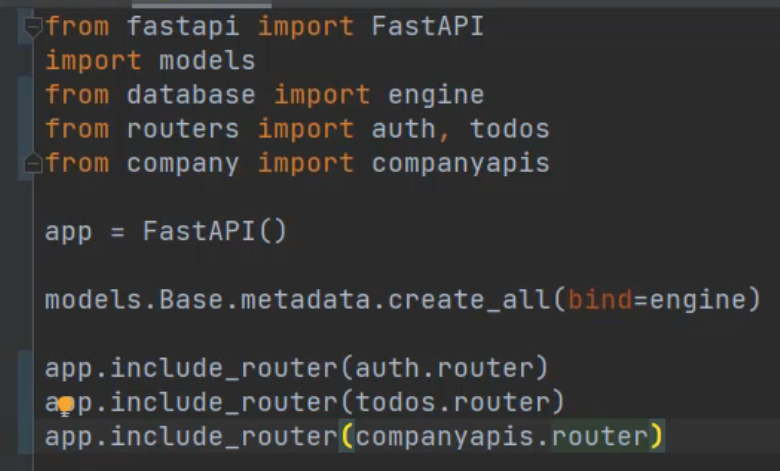 from fastapi import FastAPI
import models
from database import engine
from routers import auth, todos
from company import companyapis
app = FastAPI()
models.Base.metadata.create_all(bind=engine)
app.include_router(auth.router)
app.include_router(todos.router)
app.include_router(companyapis.router)